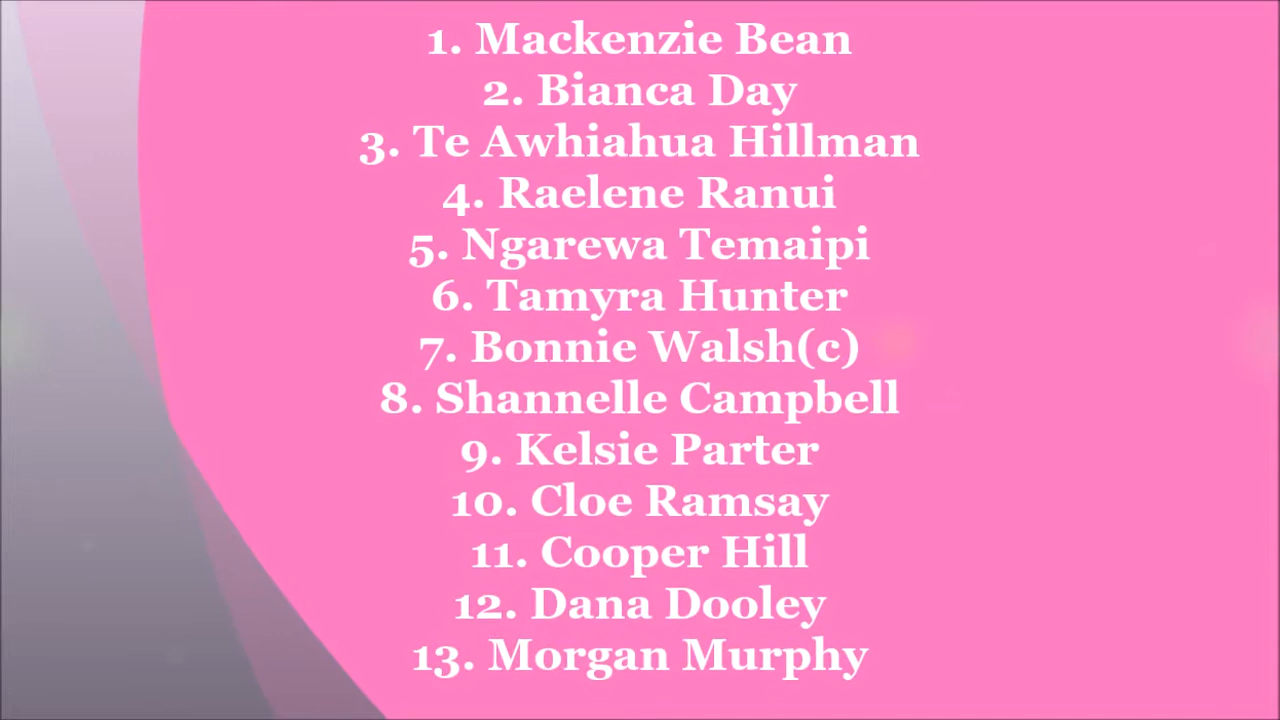 1. Mackenzie Bean
2. Bianca Day
3. Te Awhiahua Hillman
4. Raelene Ranui
5. Ngarewa Temaipi
6. Tamyra Hunter
7. Bonnie Walsh(c)
8. Shannelle Campbell
9. Kelsie Parter
10. Cloe Ramsay
11. Cooper Hill
12. Dana Dooley
13. Morgan Murphy